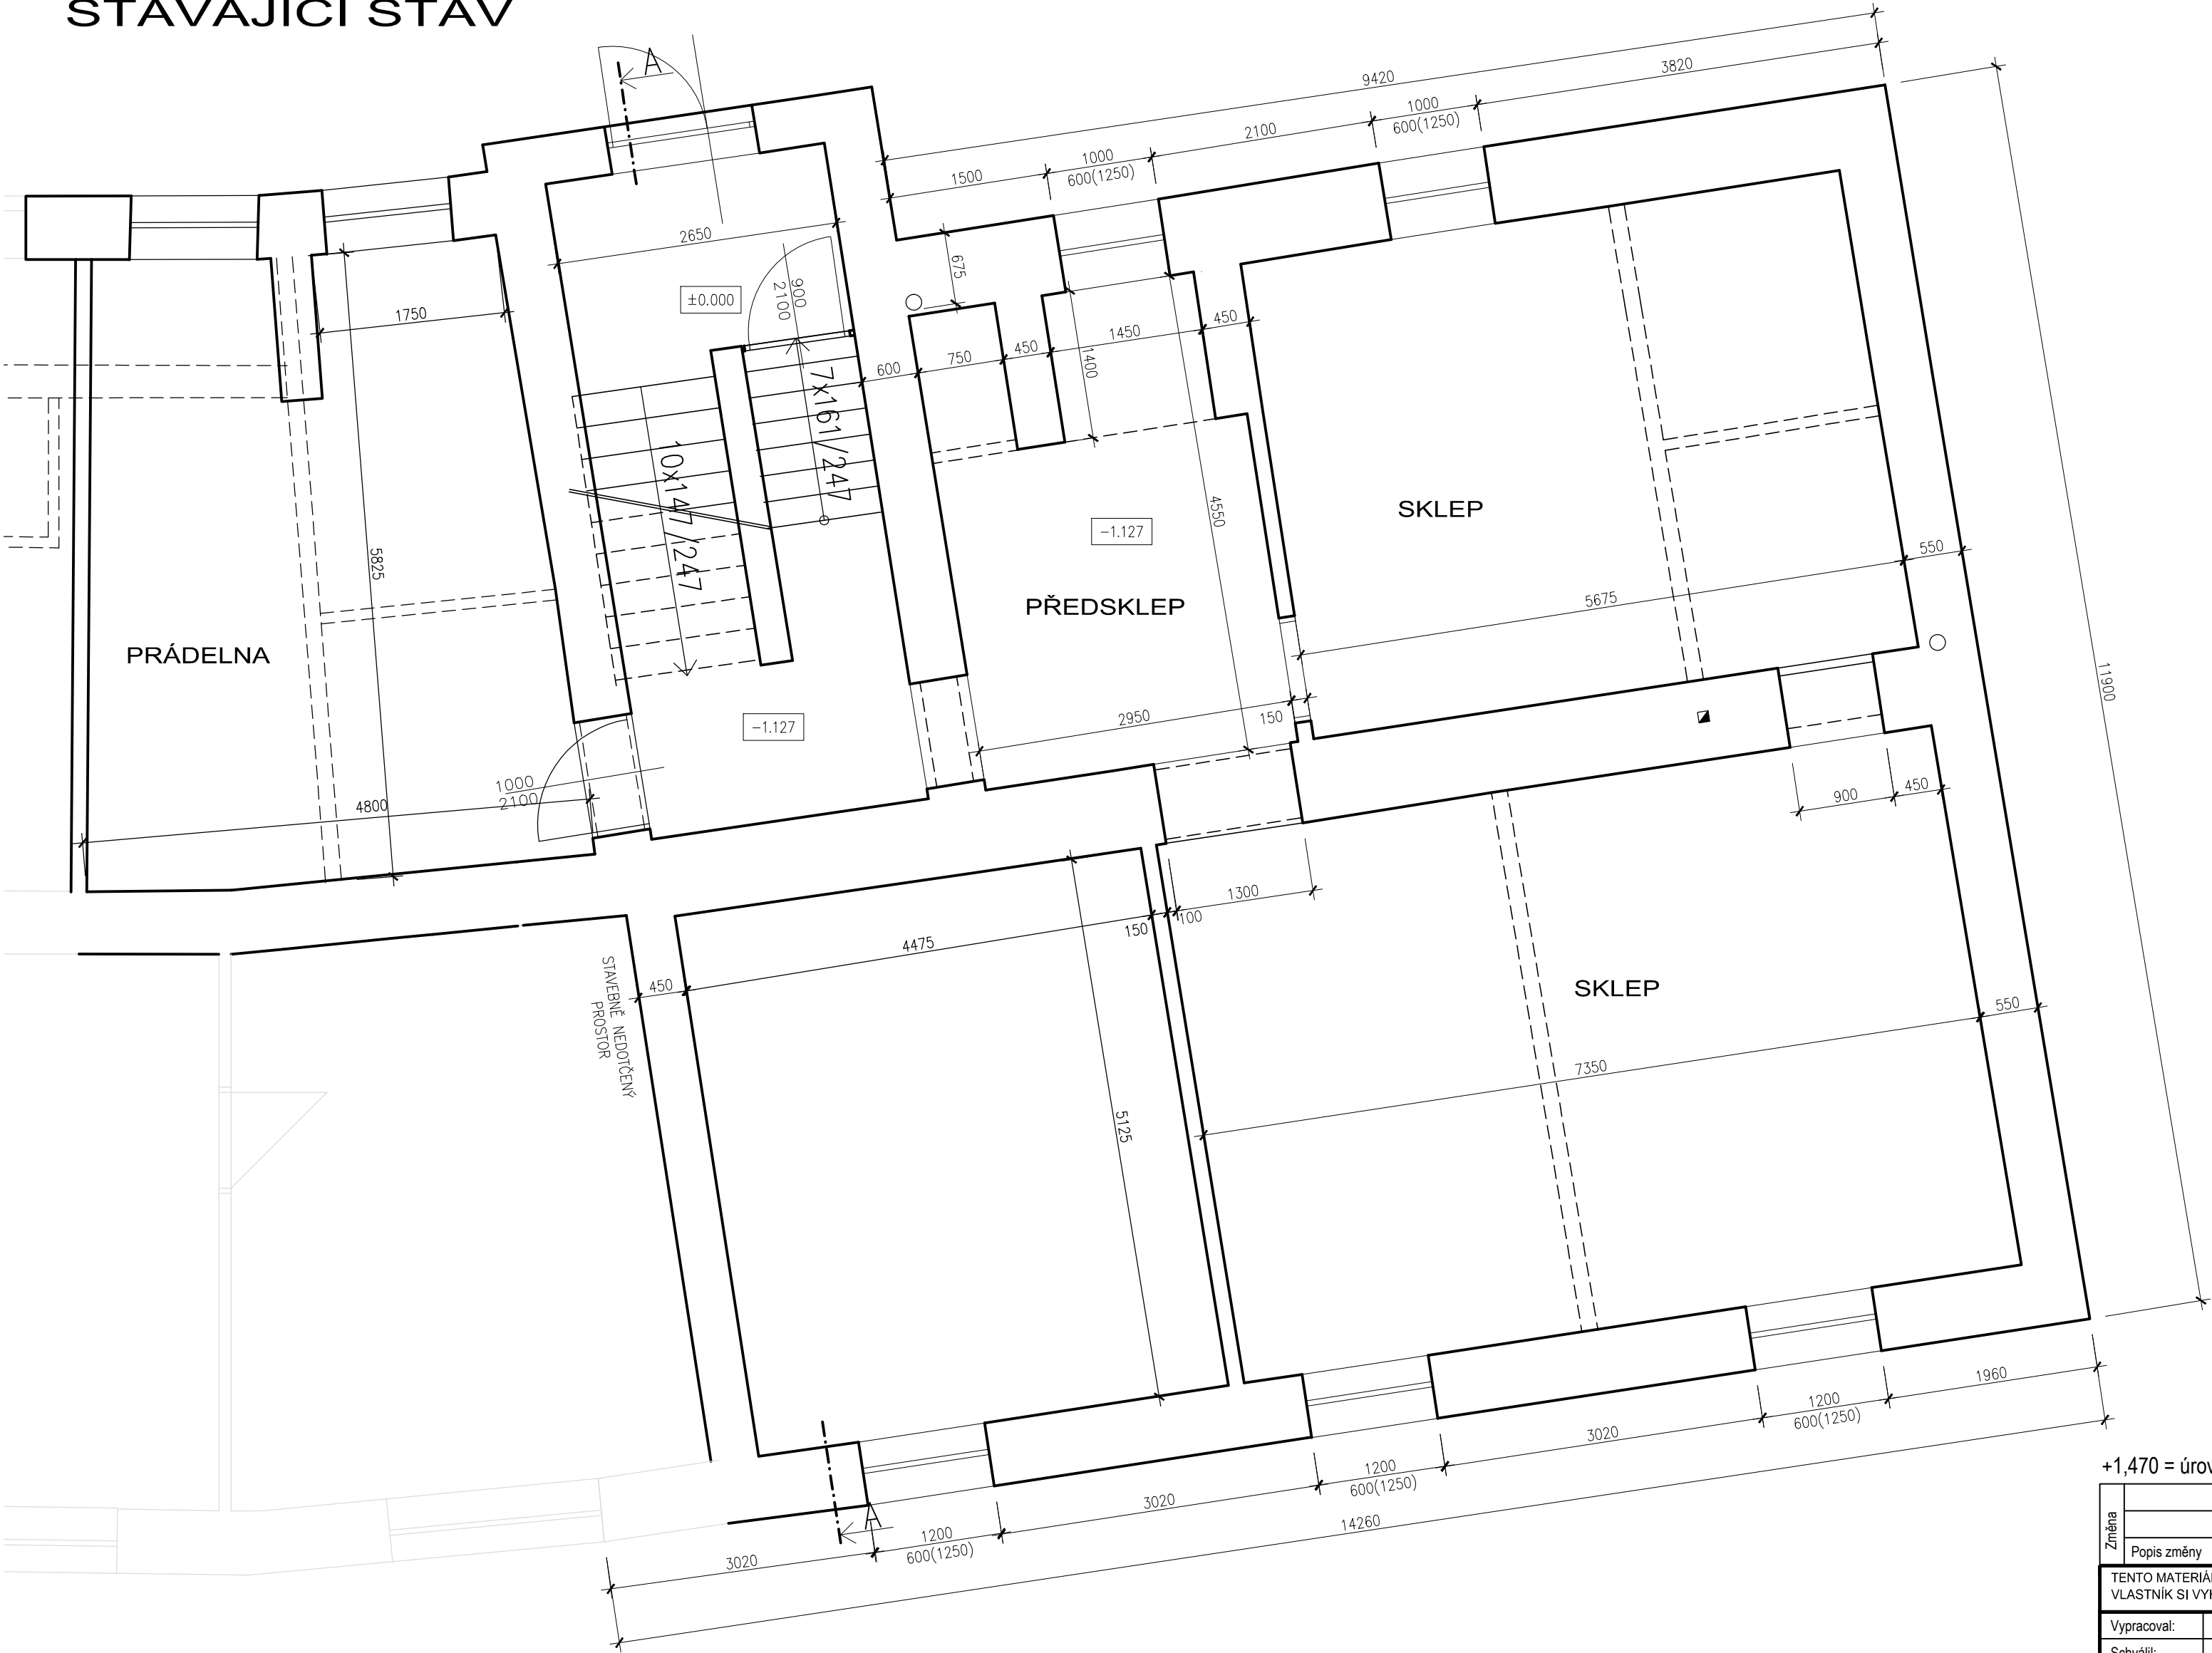 STÁVAJÍCÍ STAV
A
9420
3820
1000
600(1250)
2100
1000
600(1250)
1500
2650
675
±0.000
900
2100
1750
600
750
450
1450
450
1400
7x161/247
10x147/247
4550
SKLEP
-1.127
550
5825
5675
PŘEDSKLEP
PRÁDELNA
11900
2950
150
-1.127
1000
2100
4800
900
450
1300
100
150
4475
450
STAVEBNĚ NEDOTČENÝ
PROSTOR
SKLEP
550
7350
5125
1960
1200
600(1250)
3020
1200
600(1250)
3020
14260
A
1200
600(1250)
3020
+1,470 = úrov
Změna
Popis změny
TENTO MATERIÁL
VLASTNÍK SI VYH
Vypracoval:
Schválil: